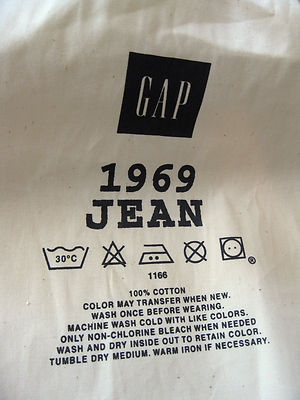 GAP
1969
JEAN
30°C
®
1166
100% COTTON
COLOR MAY TRANSFER WHEN NEW.
WASH ONCE BEFORE WEARING.
MACHINE WASH COLD WITH LIKE COLORS.
ONLY NON-CHLORINE BLEACH WHEN NEEDED
WASH AND DRY INSIDE OUT TO RETAIN COLOR.
TUMBLE DRY MEDIUM. WARM IRON IF NECESSARY.